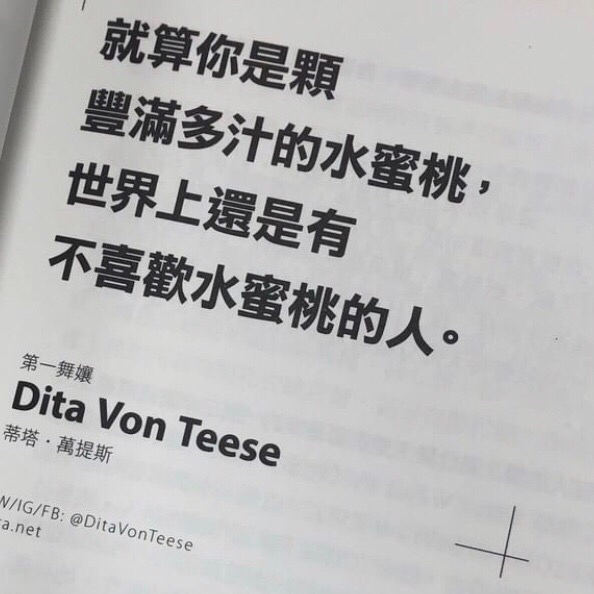 就算你是顆
豐滿多汁的水蜜桃，
世界上還是有
不喜歡水蜜桃的人。
第一舞孃
Dita Von Teese
蒂塔·萬提斯
W/IG/FB: @DitaVonTeese
a.net